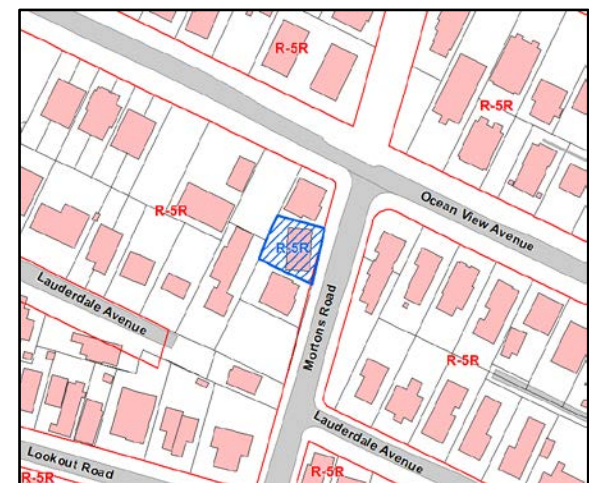 R-5R
R-5R
Ocean View Avenue
R-5R
R-5R
Lauderdale Avenue
Mortons Road
R-5R
Lauderdale Avenue
Lookout Road
R-5R
R-5R